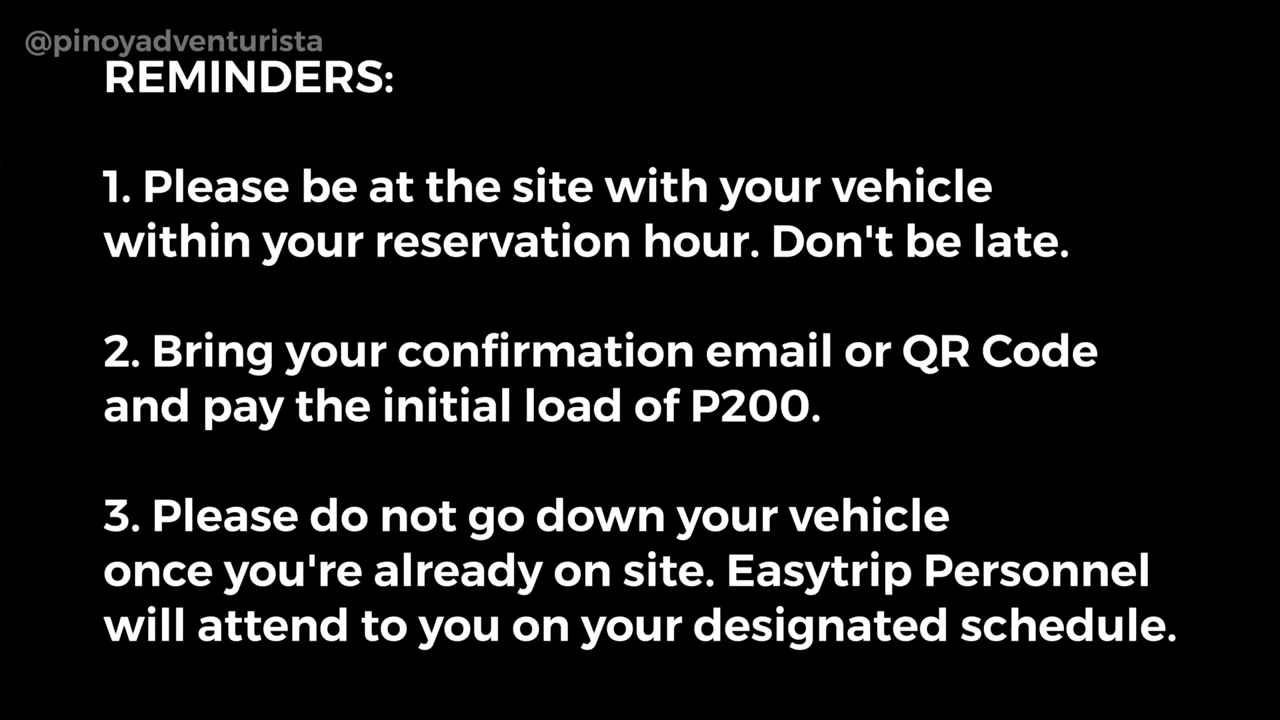 @pinoyadventurista
REMINDERS:
1. Please be at the site with your vehicle
within your reservation hour. Don't be late.
2. Bring your confirmation email or QR Code
and pay the initial load of P200.
3. Please do not go down your vehicle
once you're already on site. Easytrip Personnel
will attend to you on your designated schedule.